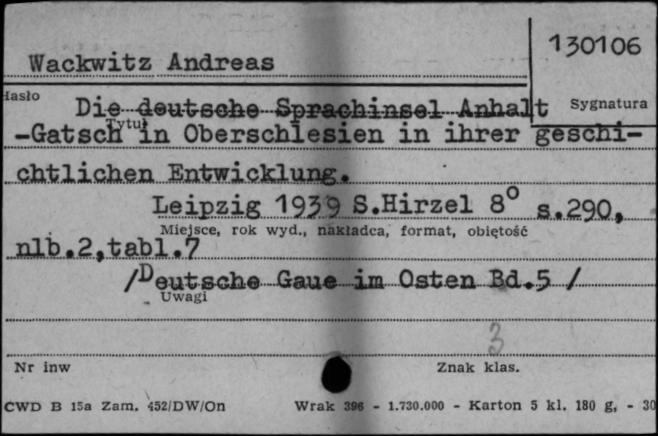 130106
Wackwitz Andreas
Hasło
Die deutsche Sprachinsel Anhalt
Sygnatura
Tytuł
-Gatsch in Oberschlesien in ihrer geschi-
chtlichen Entwicklung.
Leipzig 1939 S.Hirzel 8° s.290,
Miejsce, rok wyd., nakładca, format, objętość
nlb.2,tabl.7
/Deutsche Gaue im Osten Bd.5 /
Uwagi
3
Nr inw Znak klas.
CWD B 15a Zam. 452/DW/On Wrak 396 - 1.730.000 - Karton 5 kl. 180 g, - 30